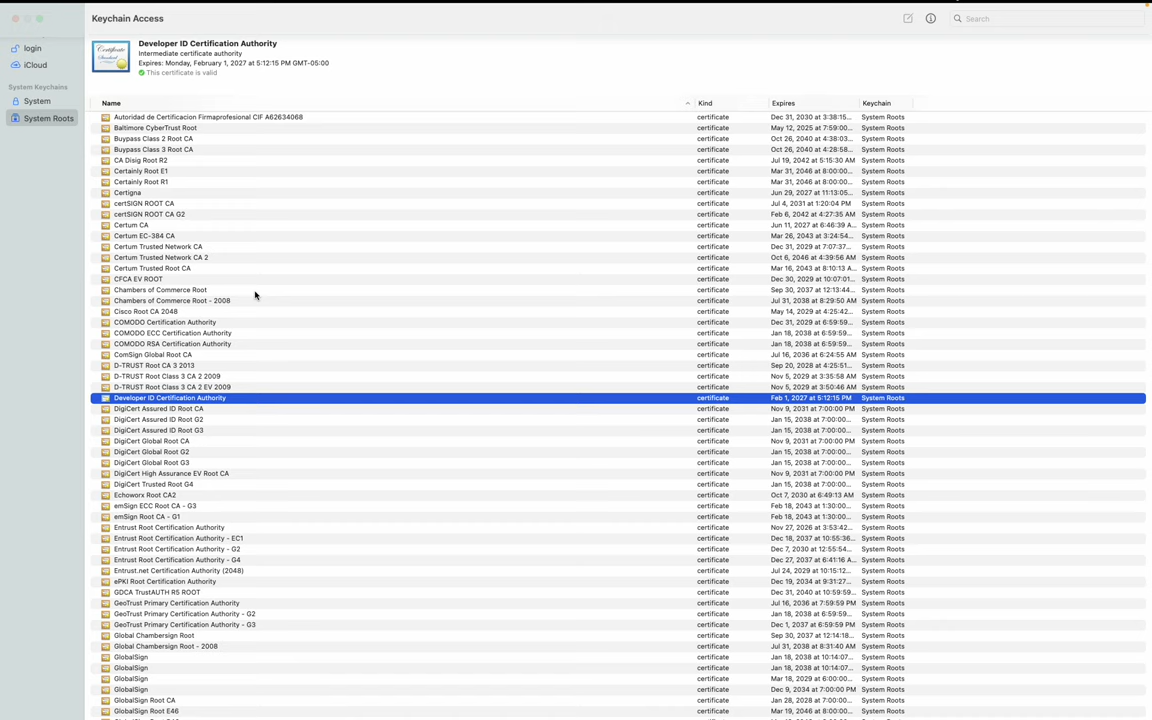 Keychain Access
Search
login
iCloud
System Keychains
System
System Roots
Developer ID Certification Authority
Intermediate certificate authority
Expires: Monday, February 1, 2027 at 5:12:15 PM GMT-05:00
This certificate is valid
Name Kind Expires Keychain
Autoridad de Certificacion Firmaprofesional CIF A62634068 certificate Dec 31, 2030 at 3:38:15... System Roots
Baltimore CyberTrust Root certificate May 12, 2025 at 7:59:00... System Roots
Buypass Class 2 Root CA certificate Oct 26, 2040 at 4:38:03... System Roots
Buypass Class 3 Root CA certificate Oct 26, 2040 at 4:28:58... System Roots
CA Disig Root R2 certificate Jul 19, 2042 at 5:15:30 AM System Roots
Certainly Root E1 certificate Mar 31, 2046 at 8:00:00... System Roots
Certainly Root R1 certificate Mar 31, 2046 at 8:00:00... System Roots
Certigna certificate Jun 29, 2027 at 11:13:05... System Roots
certSIGN ROOT CA certificate Jul 4, 2031 at 1:20:04 PM System Roots
certSIGN ROOT CA G2 certificate Feb 6, 2042 at 4:27:35 AM System Roots
Certum CA certificate Jun 11, 2027 at 6:46:39 A... System Roots
Certum EC-384 CA certificate Mar 26, 2043 at 3:24:54... System Roots
Certum Trusted Network CA certificate Dec 31, 2029 at 7:07:37... System Roots
Certum Trusted Network CA 2 certificate Oct 6, 2046 at 4:39:56 AM System Roots
Certum Trusted Root CA certificate Mar 16, 2043 at 8:10:13 A... System Roots
CFCA EV ROOT certificate Dec 30, 2029 at 10:07:01... System Roots
Chambers of Commerce Root certificate Sep 30, 2037 at 12:13:44... System Roots
Chambers of Commerce Root - 2008 certificate Jul 31, 2038 at 8:29:50 AM System Roots
Cisco Root CA 2048 certificate May 14, 2029 at 4:25:42... System Roots
COMODO Certification Authority certificate Dec 31, 2029 at 6:59:59... System Roots
COMODO ECC Certification Authority certificate Jan 18, 2038 at 6:59:59... System Roots
COMODO RSA Certification Authority certificate Jan 18, 2038 at 6:59:59... System Roots
ComSign Global Root CA certificate Jul 16, 2036 at 6:24:55 AM System Roots
D-TRUST Root CA 3 2013 certificate Sep 20, 2028 at 4:25:51... System Roots
D-TRUST Root Class 3 CA 2 2009 certificate Nov 5, 2029 at 3:35:58 AM System Roots
D-TRUST Root Class 3 CA 2 EV 2009 certificate Nov 5, 2029 at 3:50:46 AM System Roots
Developer ID Certification Authority certificate Feb 1, 2027 at 5:12:15 PM System Roots
DigiCert Assured ID Root CA certificate Nov 9, 2031 at 7:00:00 PM System Roots
DigiCert Assured ID Root G2 certificate Jan 15, 2038 at 7:00:00... System Roots
DigiCert Assured ID Root G3 certificate Jan 15, 2038 at 7:00:00... System Roots
DigiCert Global Root CA certificate Nov 9, 2031 at 7:00:00 PM System Roots
DigiCert Global Root G2 certificate Jan 15, 2038 at 7:00:00... System Roots
DigiCert Global Root G3 certificate Jan 15, 2038 at 7:00:00... System Roots
DigiCert High Assurance EV Root CA certificate Nov 9, 2031 at 7:00:00 PM System Roots
DigiCert Trusted Root G4 certificate Jan 15, 2038 at 7:00:00... System Roots
Echoworx Root CA2 certificate Oct 7, 2030 at 6:49:13 AM System Roots
emSign ECC Root CA - G3 certificate Feb 18, 2043 at 1:30:00... System Roots
emSign Root CA - G1 certificate Feb 18, 2043 at 1:30:00... System Roots
Entrust Root Certification Authority certificate Nov 27, 2026 at 3:53:42... System Roots
Entrust Root Certification Authority - EC1 certificate Dec 18, 2037 at 10:55:36... System Roots
Entrust Root Certification Authority - G2 certificate Dec 7, 2030 at 12:55:54... System Roots
Entrust Root Certification Authority - G4 certificate Dec 27, 2037 at 6:41:16 A... System Roots
Entrust.net Certification Authority (2048) certificate Jul 24, 2029 at 10:15:12... System Roots
ePKI Root Certification Authority certificate Dec 19, 2034 at 9:31:27... System Roots
GDCA TrustAUTH R5 ROOT certificate Dec 31, 2040 at 10:59:59... System Roots
GeoTrust Primary Certification Authority certificate Jul 16, 2036 at 7:59:59 PM System Roots
GeoTrust Primary Certification Authority - G2 certificate Jan 18, 2038 at 6:59:59... System Roots
GeoTrust Primary Certification Authority - G3 certificate Dec 1, 2037 at 6:59:59 PM System Roots
Global Chambersign Root certificate Sep 30, 2037 at 12:14:18... System Roots
Global Chambersign Root - 2008 certificate Jul 31, 2038 at 8:31:40 AM System Roots
GlobalSign certificate Jan 18, 2038 at 10:14:07... System Roots
GlobalSign certificate Jan 18, 2038 at 10:14:07... System Roots
GlobalSign certificate Mar 18, 2029 at 6:00:00... System Roots
GlobalSign certificate Dec 9, 2034 at 7:00:00 PM System Roots
GlobalSign Root CA certificate Jan 28, 2028 at 7:00:00... System Roots
GlobalSign Root E46 certificate Mar 19, 2046 at 8:00:00... System Roots